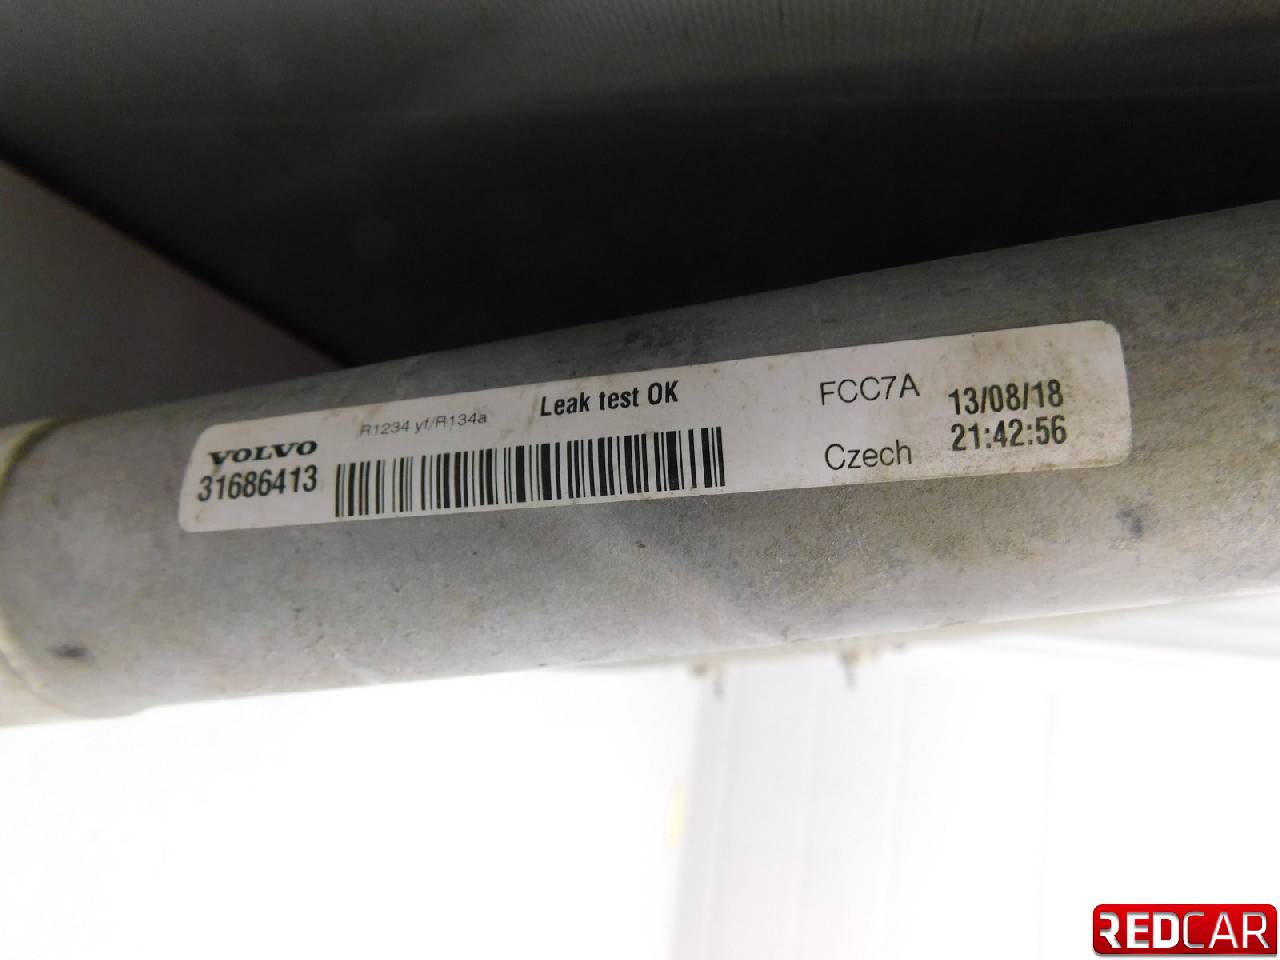 VOLVO
31686413
R1234 yf/R134a
Leak test OK
FCC7A
Czech
13/08/18
21:42:56
REDCAR